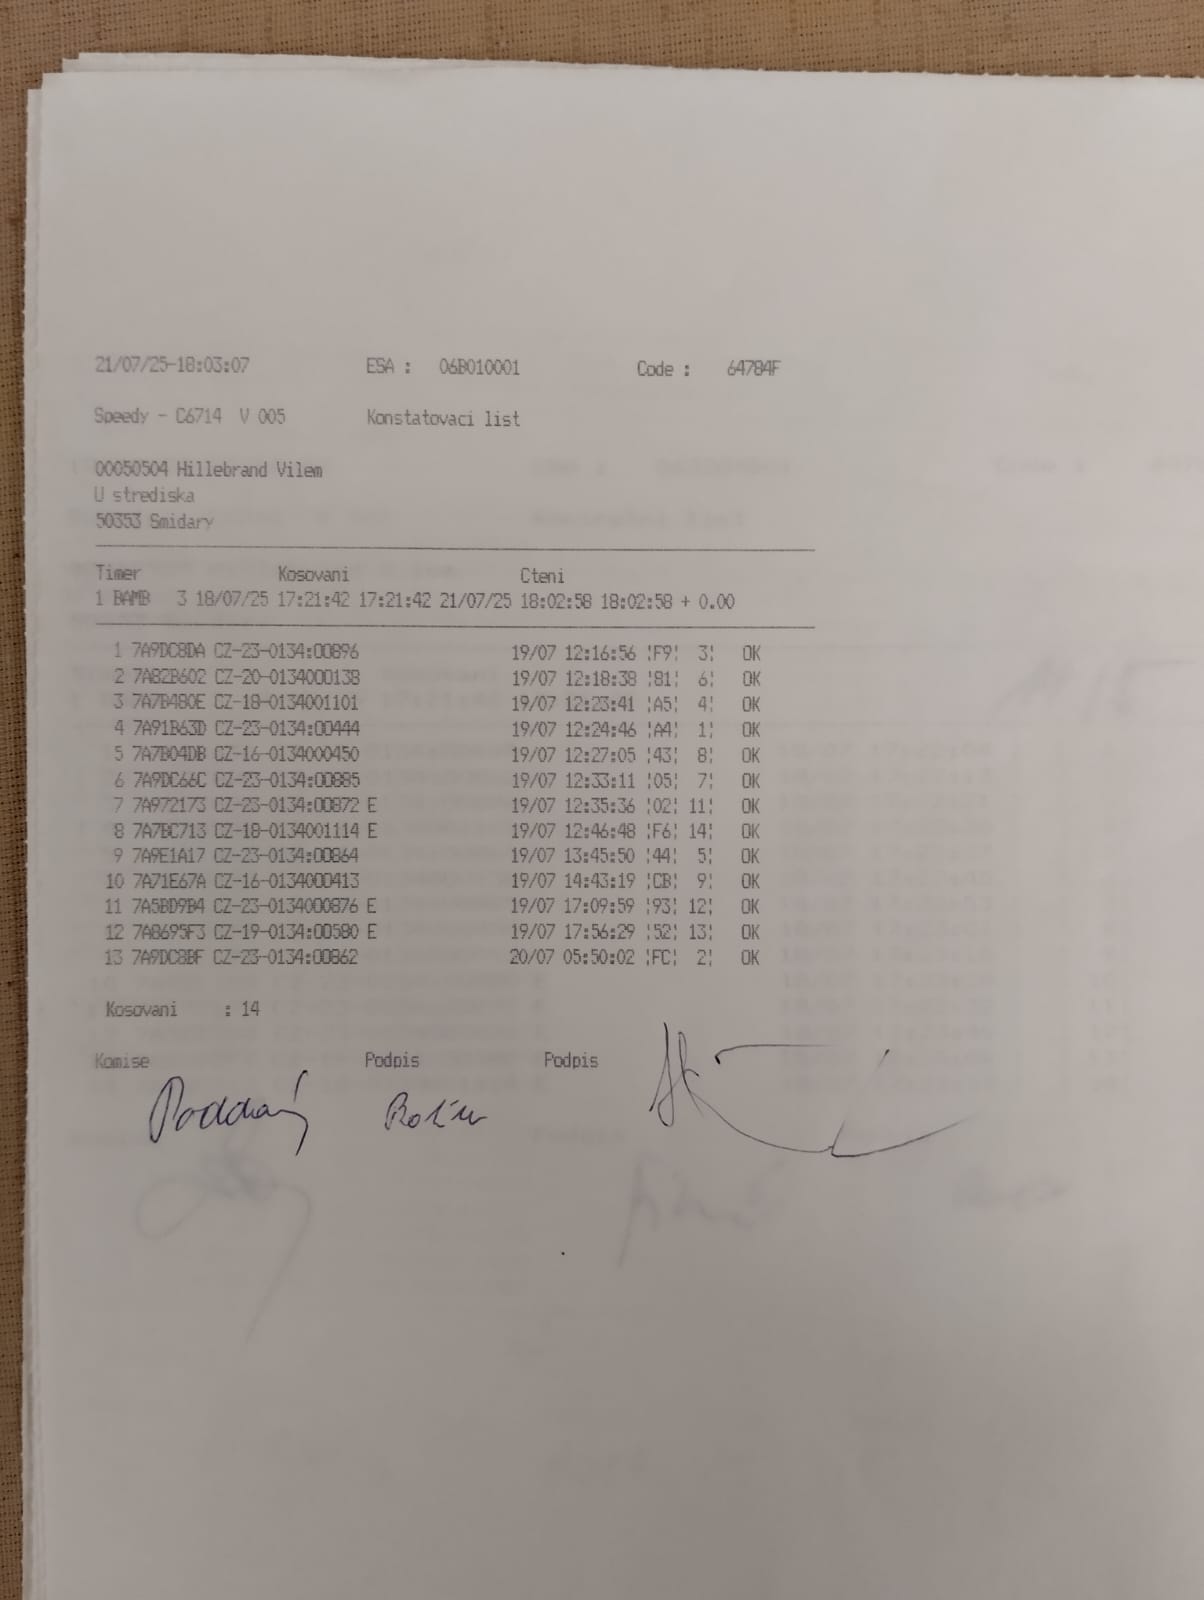 21/07/25-18:03:07 ESA : 06B010001 Code : 64784F
Speedy - C6714 V 005 Konstatovaci list
00050504 Hillebrand Vilem
U strediska
50353 Smidary
Timer Kosovani Cteni
1 BAMB 3 18/07/25 17:21:42 17:21:42 21/07/25 18:02:58 18:02:58 + 0.00
1 7A9DC8DA CZ-23-0134:00896 19/07 12:16:56 ¦F9¦ 3¦ OK
2 7A82B602 CZ-20-0134000138 19/07 12:18:38 ¦81¦ 6¦ OK
3 7A7B480E CZ-18-0134001101 19/07 12:23:41 ¦A5¦ 4¦ OK
4 7A91B63D CZ-23-0134:00444 19/07 12:24:46 ¦A4¦ 1¦ OK
5 7A7B04DB CZ-16-0134000450 19/07 12:27:05 ¦43¦ 8¦ OK
6 7A9DC66C CZ-23-0134:00885 19/07 12:33:11 ¦05¦ 7¦ OK
7 7A972173 CZ-23-0134:00872 E 19/07 12:35:36 ¦02¦ 11¦ OK
8 7A7BC713 CZ-18-0134001114 E 19/07 12:46:48 ¦F6¦ 14¦ OK
9 7A9E1A17 CZ-23-0134:00864 19/07 13:45:50 ¦44¦ 5¦ OK
10 7A71E67A CZ-16-0134000413 19/07 14:43:19 ¦CB¦ 9¦ OK
11 7A5BD9B4 CZ-23-0134000876 E 19/07 17:09:59 ¦93¦ 12¦ OK
12 7A8695F3 CZ-19-0134:00580 E 19/07 17:56:29 ¦52¦ 13¦ OK
13 7A9DC8BF CZ-23-0134:00862 20/07 05:50:02 ¦FC¦ 2¦ OK
Kosovani : 14
Komise Podpis Podpis